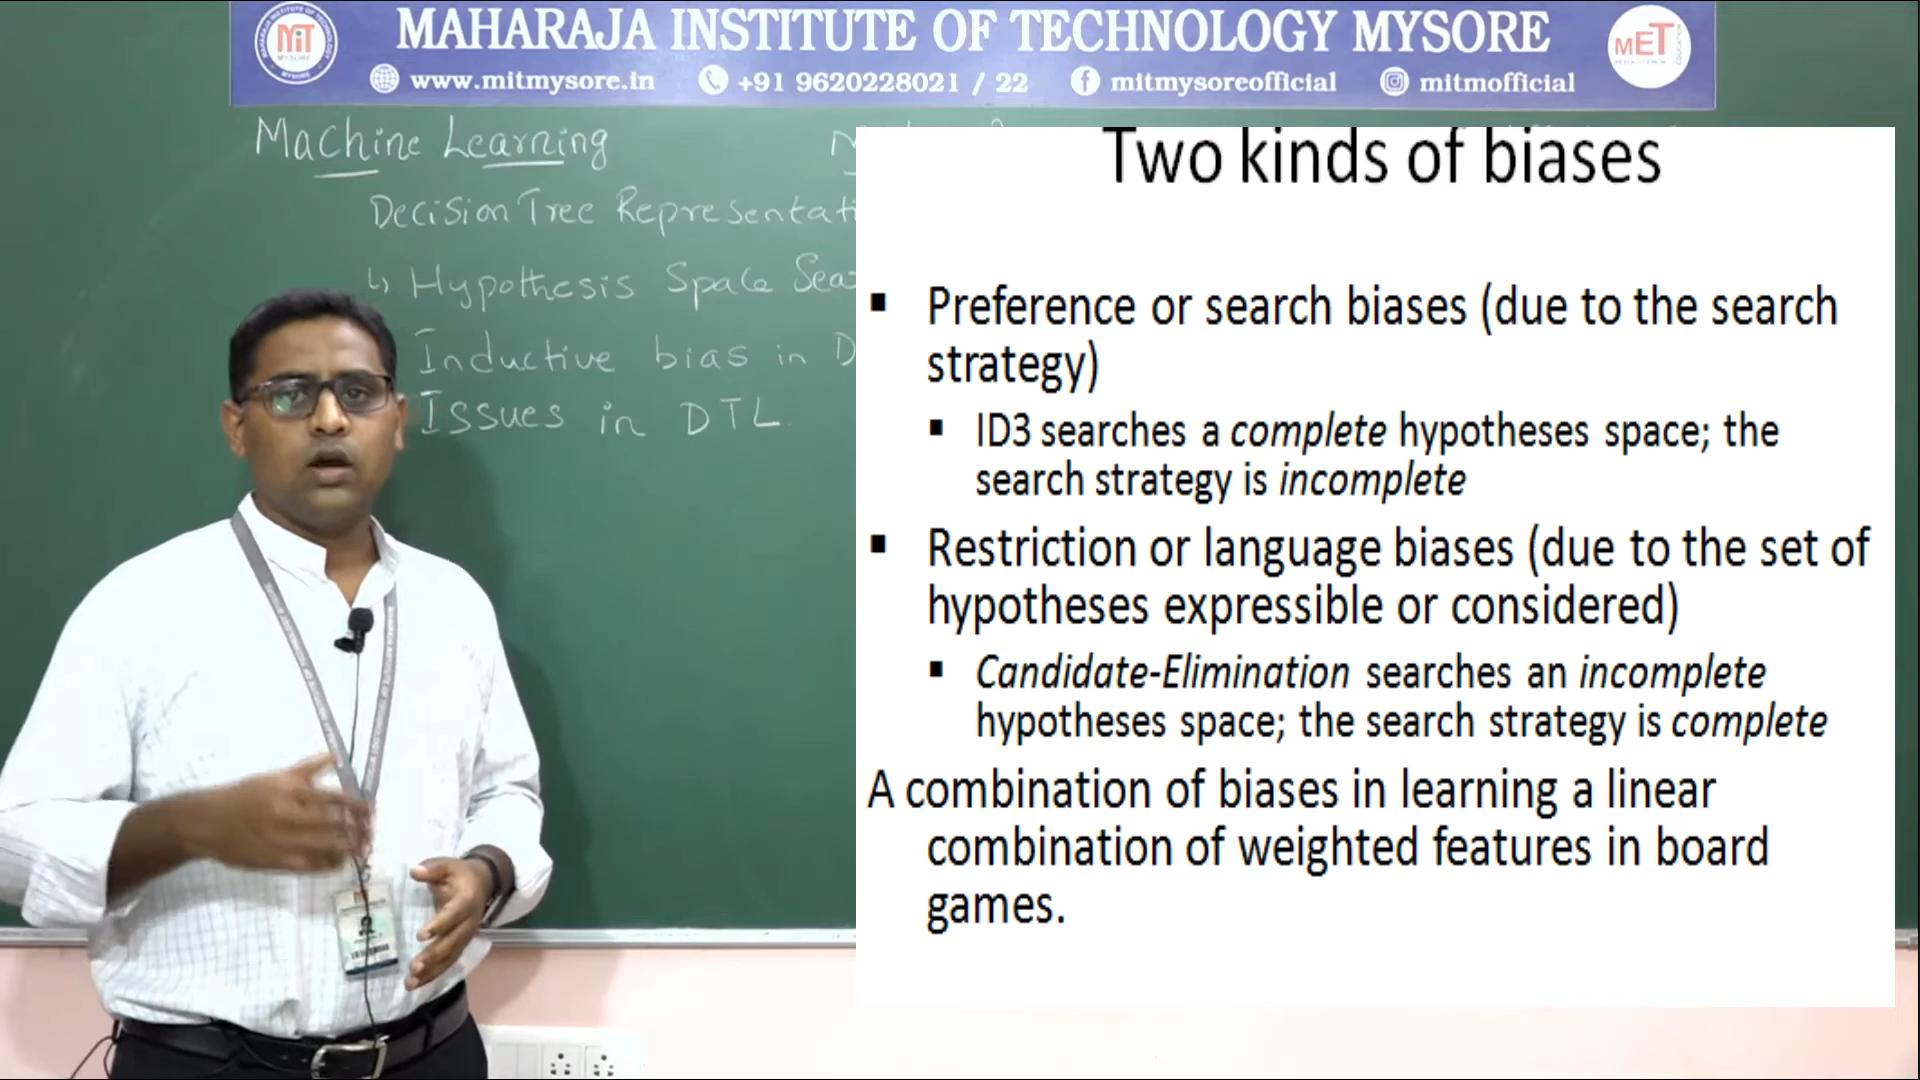 MAHARAJA INSTITUTE OF TECHNOLOGY MYSORE
www.mitmysore.in +91 9620228021 / 22 mitmysoreofficial mitmofficial
MiT
MYSORE
MET
Machine Learning
Decision Tree Representati
Hypothesis Space Sea
Inductive bias in D
Issues in DTL
Two kinds of biases
▪ Preference or search biases (due to the search
strategy)
▪ ID3 searches a complete hypotheses space; the
search strategy is incomplete
▪ Restriction or language biases (due to the set of
hypotheses expressible or considered)
▪ Candidate-Elimination searches an incomplete
hypotheses space; the search strategy is complete
A combination of biases in learning a linear
combination of weighted features in board
games.